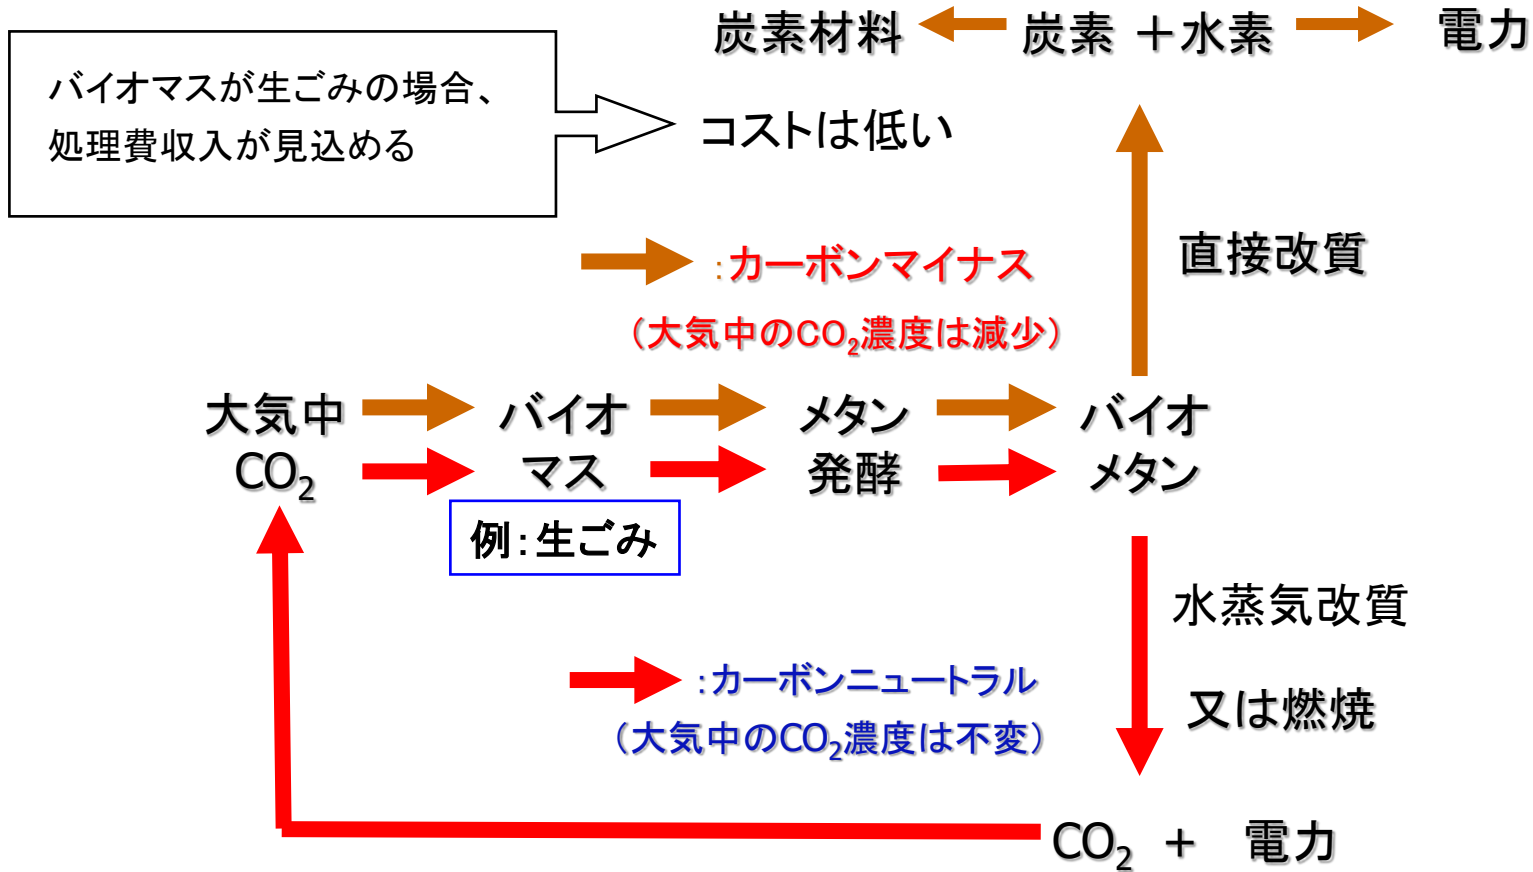 炭素材料 炭素 ＋水素 電力
バイオマスが生ごみの場合、
処理費収入が見込める
コストは低い
直接改質
：カーボンマイナス
（大気中のCO₂濃度は減少）
大気中 バイオ メタン バイオ
CO₂ マス 発酵 メタン
例：生ごみ
水蒸気改質
：カーボンニュートラル
又は燃焼
（大気中のCO₂濃度は不変）
CO₂ + 電力